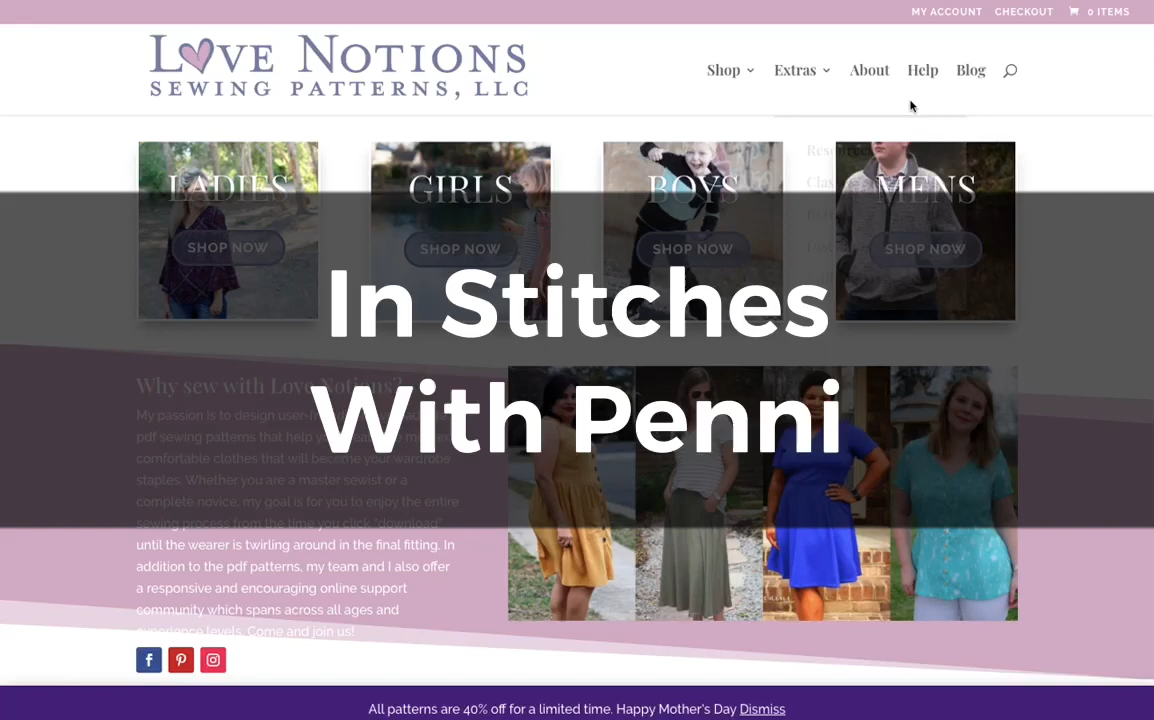 MY ACCOUNT CHECKOUT 0 ITEMS
LOVE NOTIONS
SEWING PATTERNS, LLC
Shop Extras About Help Blog
LADIES GIRLS BOYS MENS
SHOP NOW SHOP NOW SHOP NOW SHOP NOW
In Stitches
With Penni
Why sew with Love Notions?
My passion is to design user-
pdf sewing patterns that help
comfortable clothes that will become your wardrobe
staples. Whether you are a master sewist or a
complete novice, my goal is for you to enjoy the entire
sewing process from the time you click "download"
until the wearer is twirling around in the final fitting. In
addition to the pdf patterns, my team and I also offer
a responsive and encouraging online support
community which spans across all ages and
experience levels. Come and join us!
All patterns are 40% off for a limited time. Happy Mother's Day Dismiss